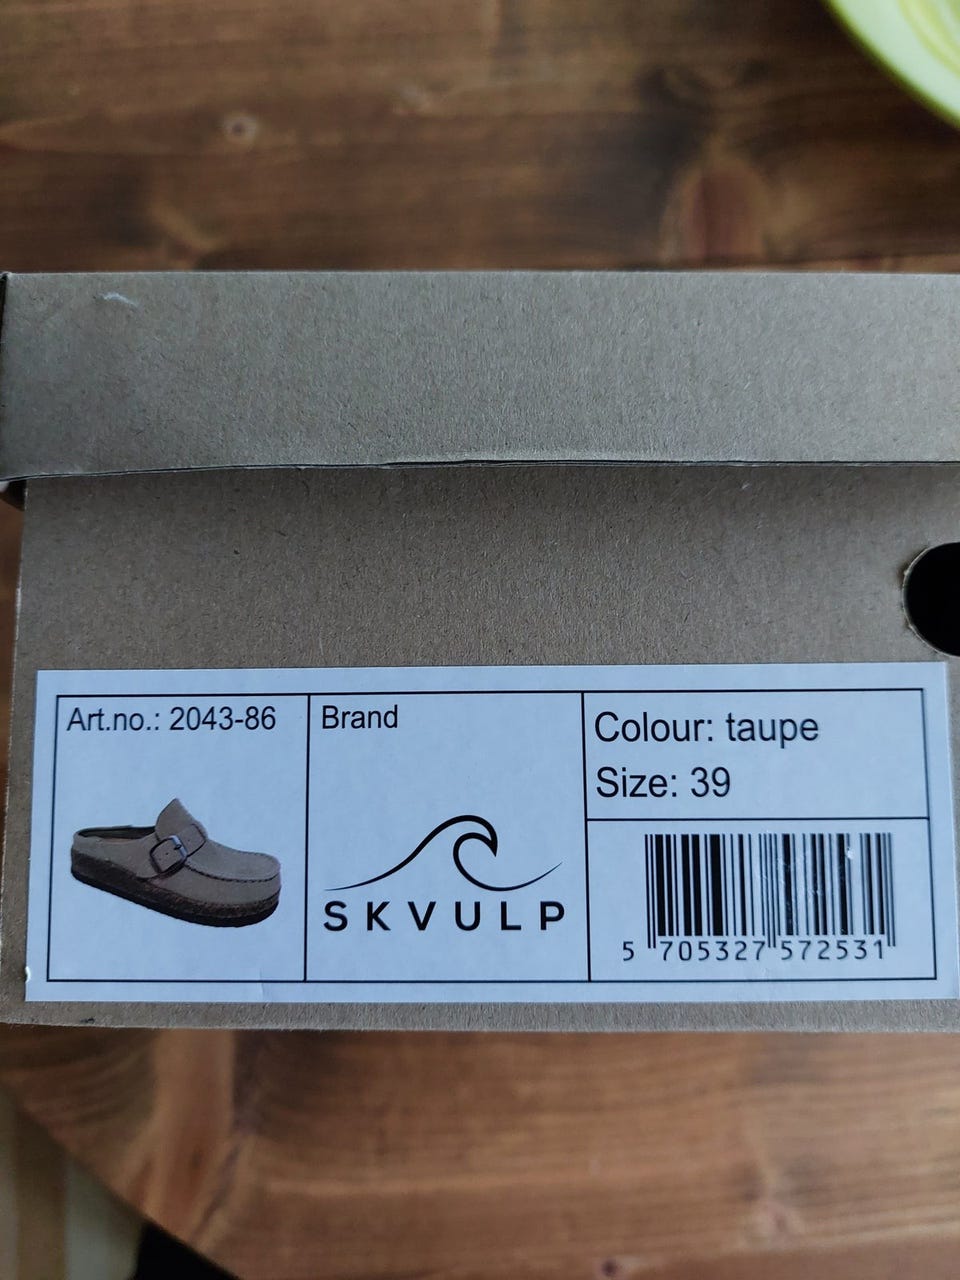 Art.no.: 2043-86
Brand
SKVULP
Colour: taupe
Size: 39
5 705327 572531